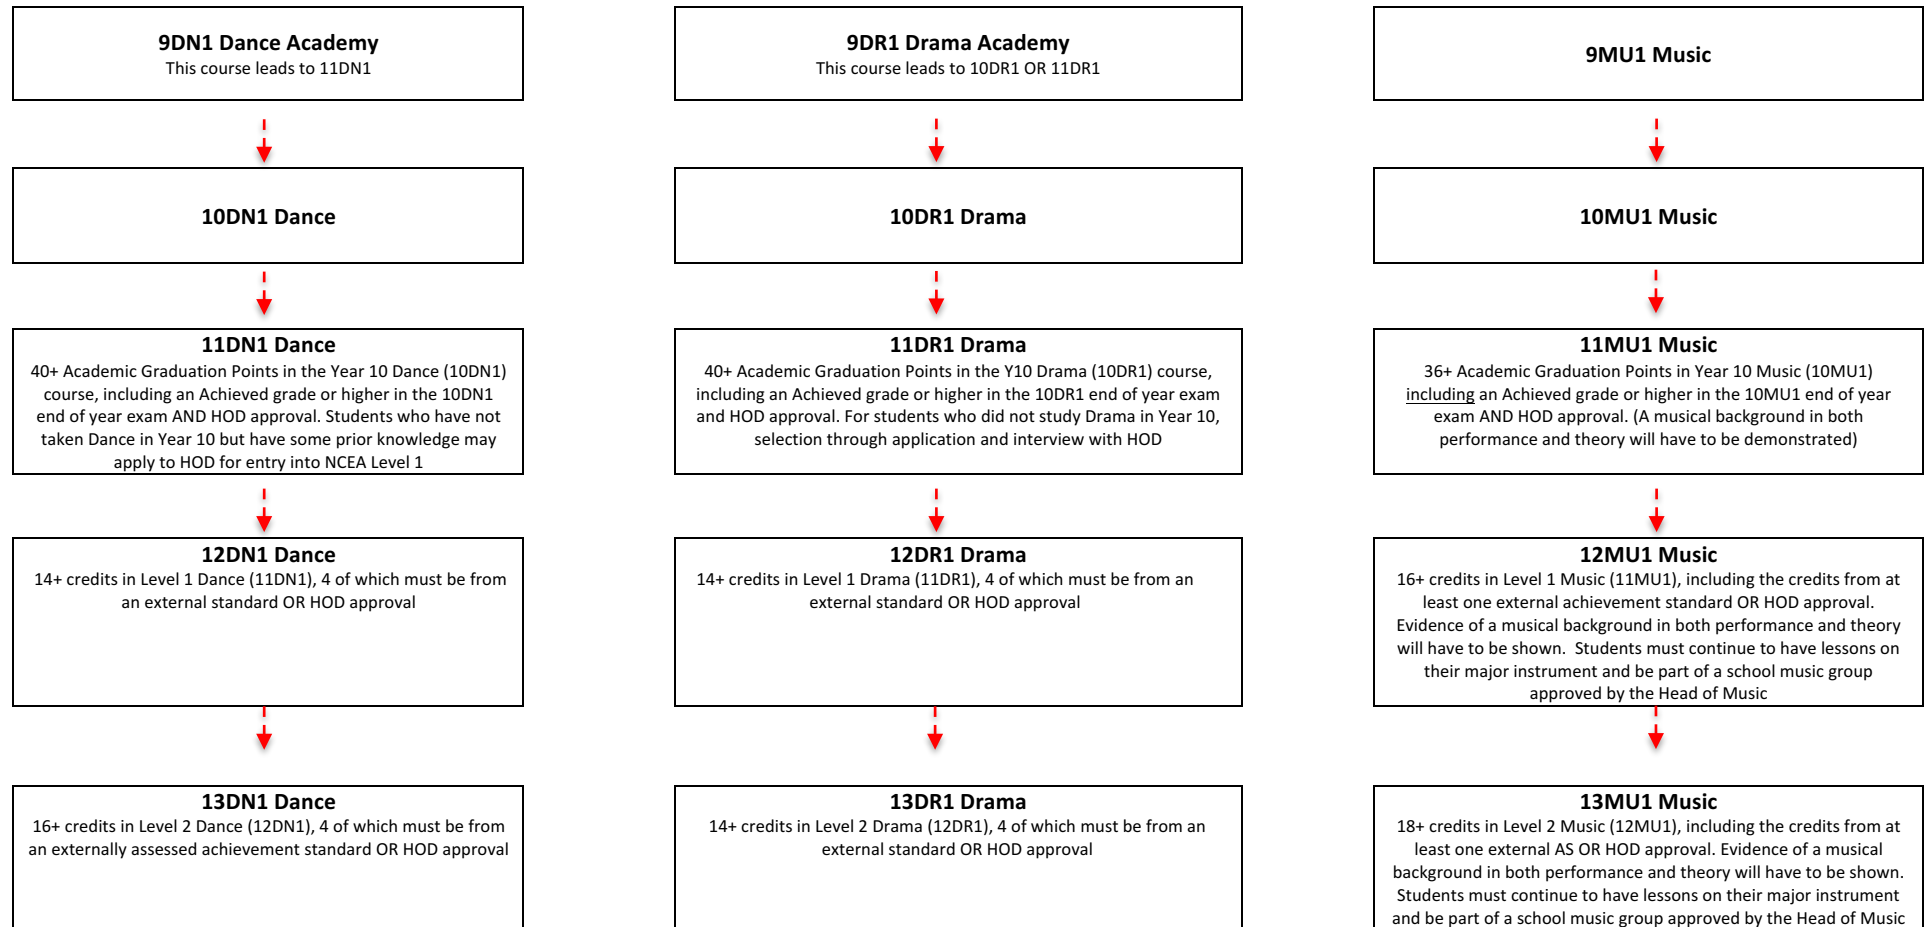 9DN1 Dance Academy
This course leads to 11DN1
9DR1 Drama Academy
This course leads to 10DR1 OR 11DR1
9MU1 Music
10DN1 Dance
10DR1 Drama
10MU1 Music
11DN1 Dance
40+ Academic Graduation Points in the Year 10 Dance (10DN1)
course, including an Achieved grade or higher in the 10DN1
end of year exam AND HOD approval. Students who have not
taken Dance in Year 10 but have some prior knowledge may
apply to HOD for entry into NCEA Level 1
11DR1 Drama
40+ Academic Graduation Points in the Y10 Drama (10DR1) course,
including an Achieved grade or higher in the 10DR1 end of year exam
and HOD approval. For students who did not study Drama in Year 10,
selection through application and interview with HOD
11MU1 Music
36+ Academic Graduation Points in Year 10 Music (10MU1)
including an Achieved grade or higher in the 10MU1 end of year
exam AND HOD approval. (A musical background in both
performance and theory will have to be demonstrated)
12DN1 Dance
14+ credits in Level 1 Dance (11DN1), 4 of which must be from
an external standard OR HOD approval
12DR1 Drama
14+ credits in Level 1 Drama (11DR1), 4 of which must be from an
external standard OR HOD approval
12MU1 Music
16+ credits in Level 1 Music (11MU1), including the credits from at
least one external achievement standard OR HOD approval.
Evidence of a musical background in both performance and theory
will have to be shown.  Students must continue to have lessons on
their major instrument and be part of a school music group
approved by the Head of Music
13DN1 Dance
16+ credits in Level 2 Dance (12DN1), 4 of which must be from
an externally assessed achievement standard OR HOD approval
13DR1 Drama
14+ credits in Level 2 Drama (12DR1), 4 of which must be from an
external standard OR HOD approval
13MU1 Music
18+ credits in Level 2 Music (12MU1), including the credits from at
least one external AS OR HOD approval. Evidence of a musical
background in both performance and theory will have to be shown.
Students must continue to have lessons on their major instrument
and be part of a school music group approved by the Head of Music